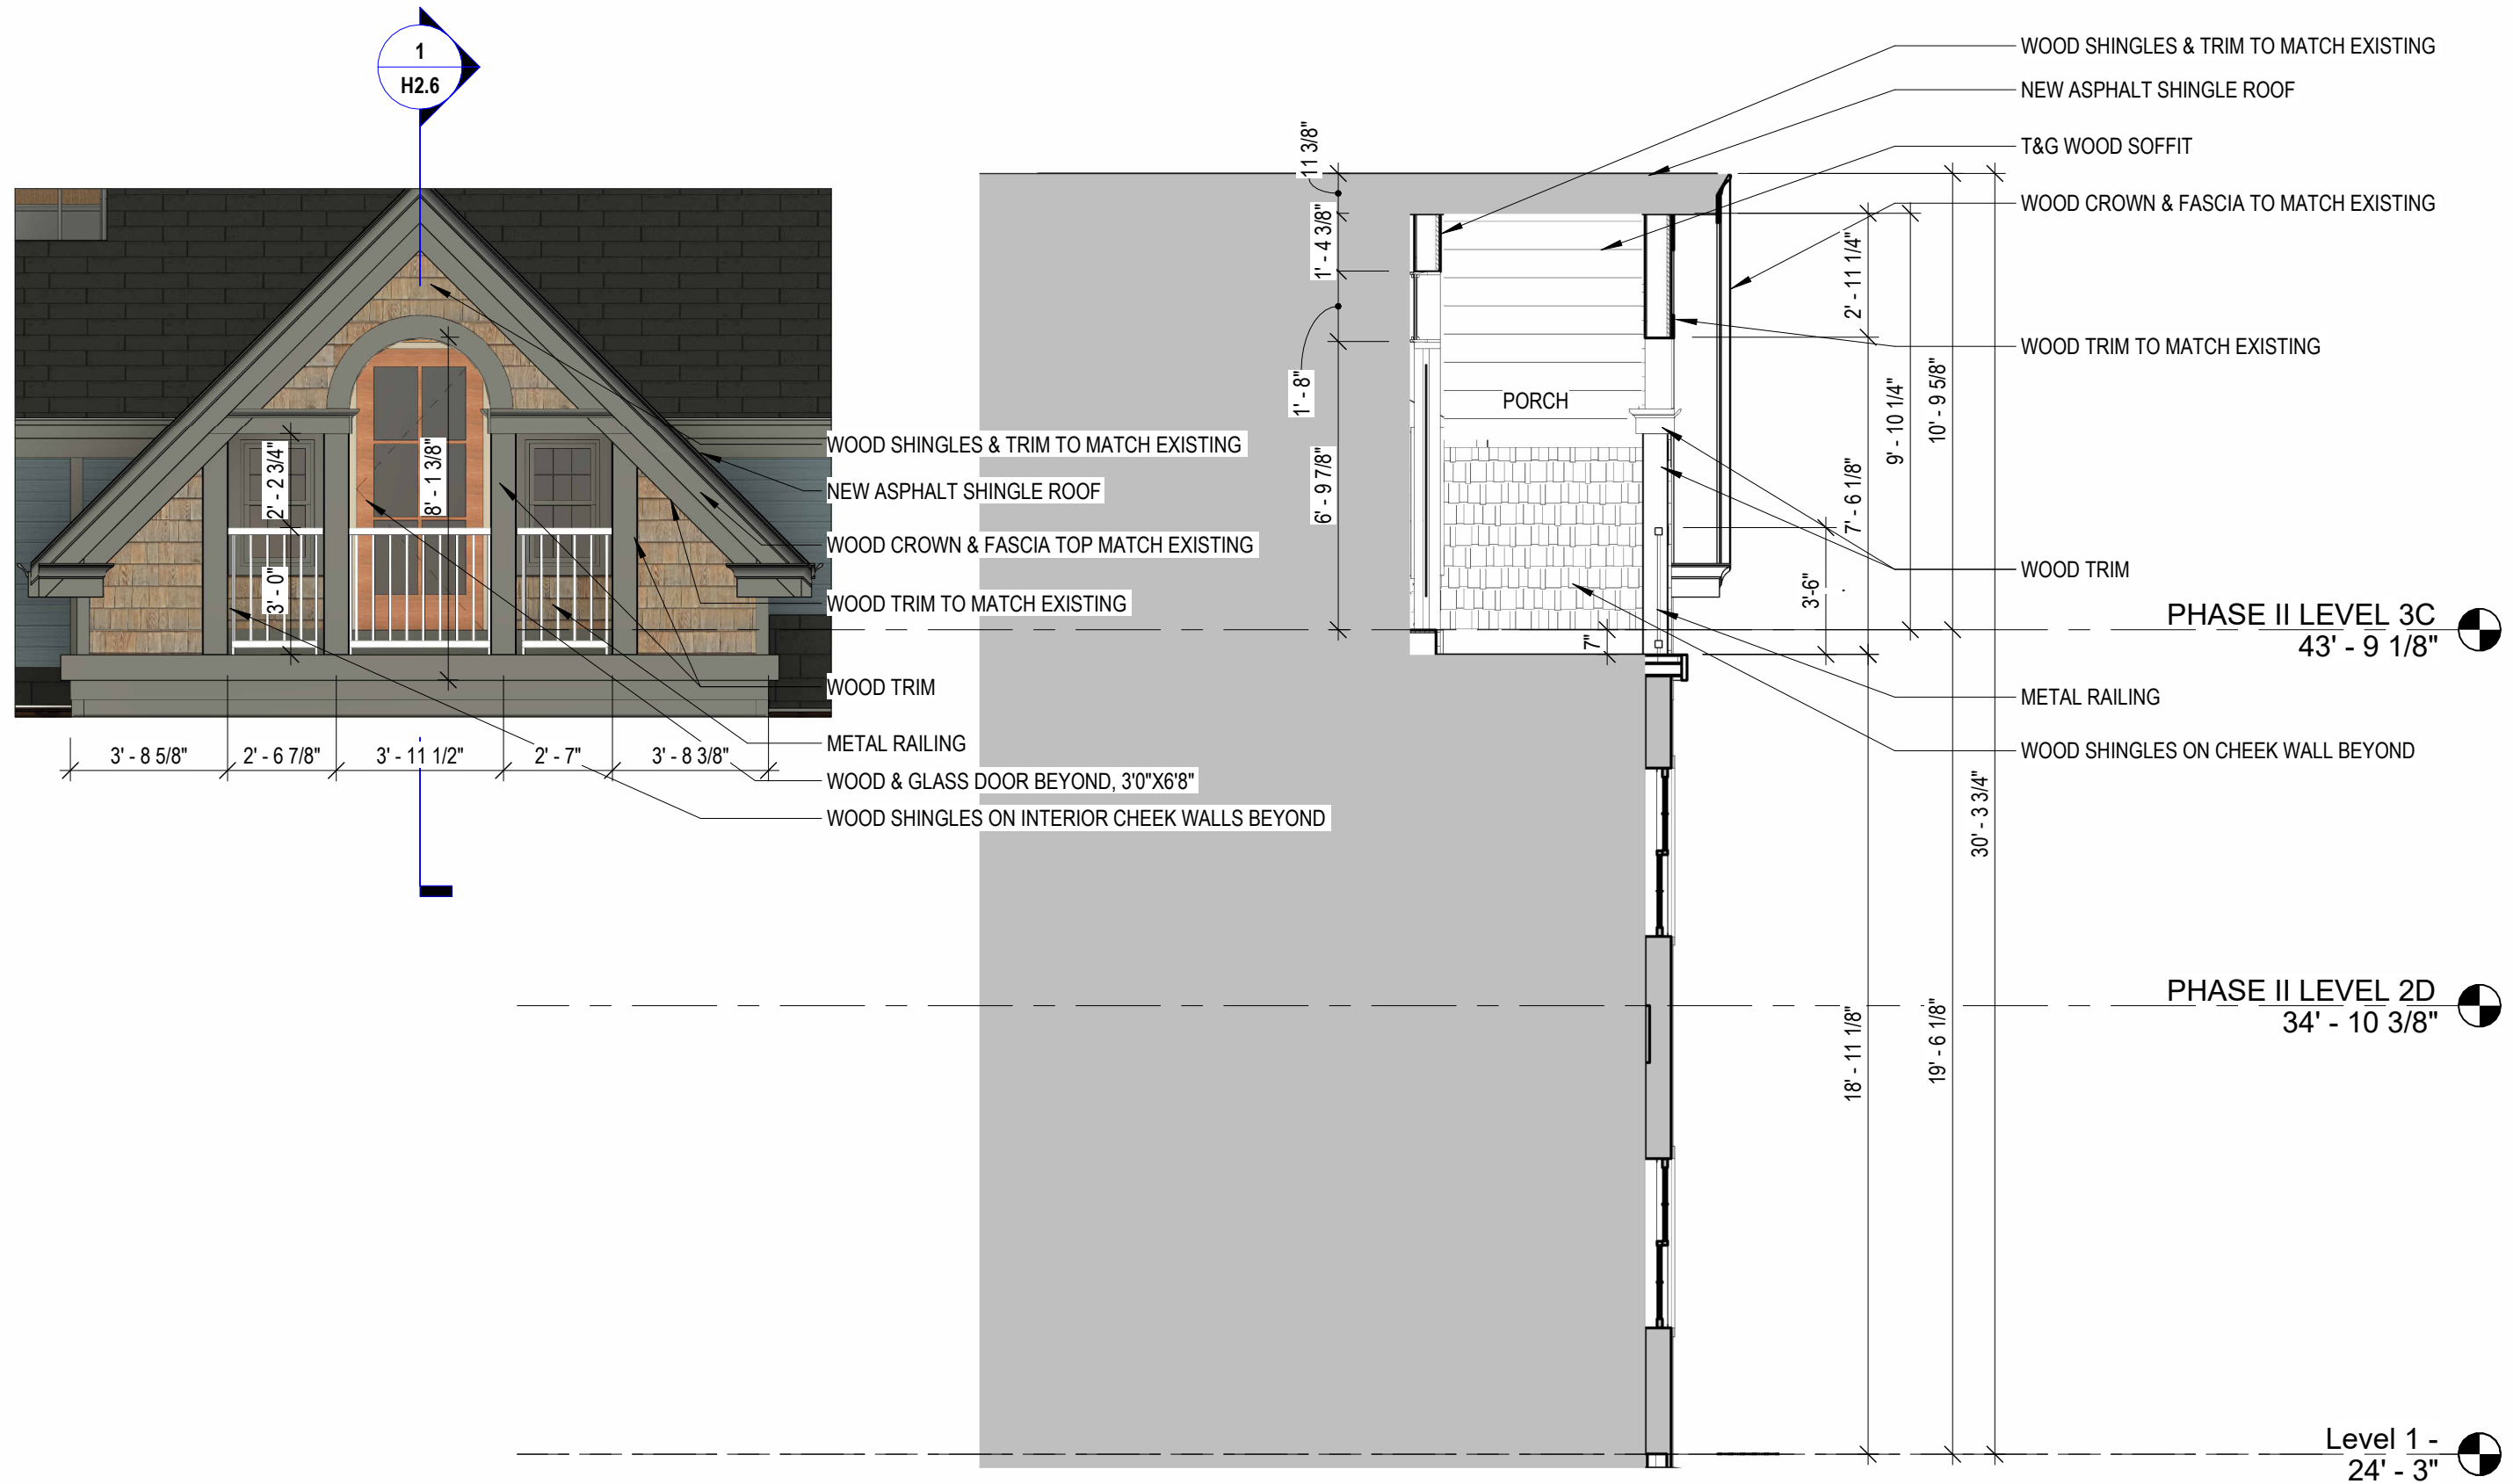 1
H2.6
WOOD SHINGLES & TRIM TO MATCH EXISTING
NEW ASPHALT SHINGLE ROOF
WOOD CROWN & FASCIA TOP MATCH EXISTING
WOOD TRIM TO MATCH EXISTING
WOOD TRIM
METAL RAILING
WOOD & GLASS DOOR BEYOND, 3'0"X6'8"
WOOD SHINGLES ON INTERIOR CHEEK WALLS BEYOND
2' - 2 3/4"
3' - 0"
8' - 1 3/8"
3' - 8 5/8"
2' - 6 7/8"
3' - 11 1/2"
2' - 7"
3' - 8 3/8"
11 3/8"
1' - 4 3/8"
1' - 8"
6' - 9 7/8"
PORCH
7"
WOOD SHINGLES & TRIM TO MATCH EXISTING
NEW ASPHALT SHINGLE ROOF
T&G WOOD SOFFIT
WOOD CROWN & FASCIA TO MATCH EXISTING
WOOD TRIM TO MATCH EXISTING
WOOD TRIM
METAL RAILING
WOOD SHINGLES ON CHEEK WALL BEYOND
2' - 11 1/4"
9' - 10 1/4"
10' - 9 5/8"
7' - 6 1/8"
3'-6"
30' - 3 3/4"
18' - 11 1/8"
19' - 6 1/8"
PHASE II LEVEL 3C
43' - 9 1/8"
PHASE II LEVEL 2D
34' - 10 3/8"
Level 1 -
24' - 3"